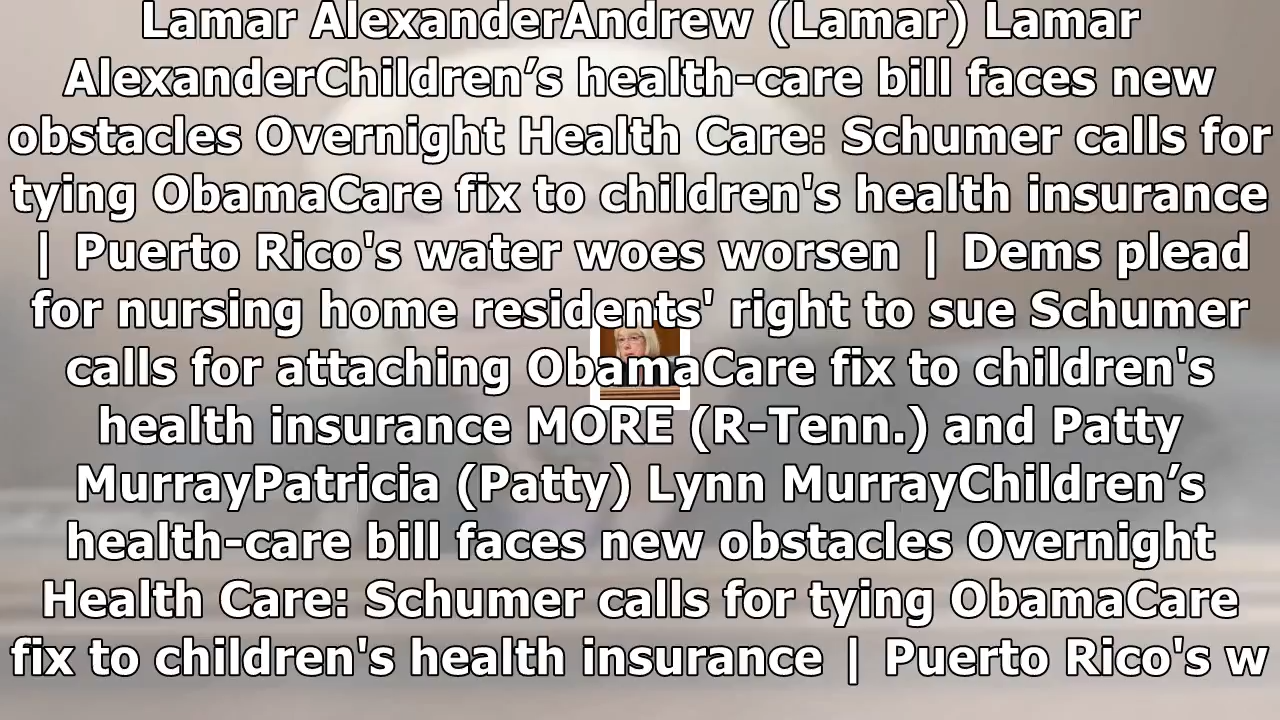 Lamar AlexanderAndrew (Lamar) Lamar
AlexanderChildren’s health-care bill faces new
obstacles Overnight Health Care: Schumer calls for
tying ObamaCare fix to children's health insurance
| Puerto Rico's water woes worsen | Dems plead
for nursing home residents' right to sue Schumer
calls for attaching ObamaCare fix to children's
health insurance MORE (R-Tenn.) and Patty
MurrayPatricia (Patty) Lynn MurrayChildren’s
health-care bill faces new obstacles Overnight
Health Care: Schumer calls for tying ObamaCare
fix to children's health insurance | Puerto Rico's w